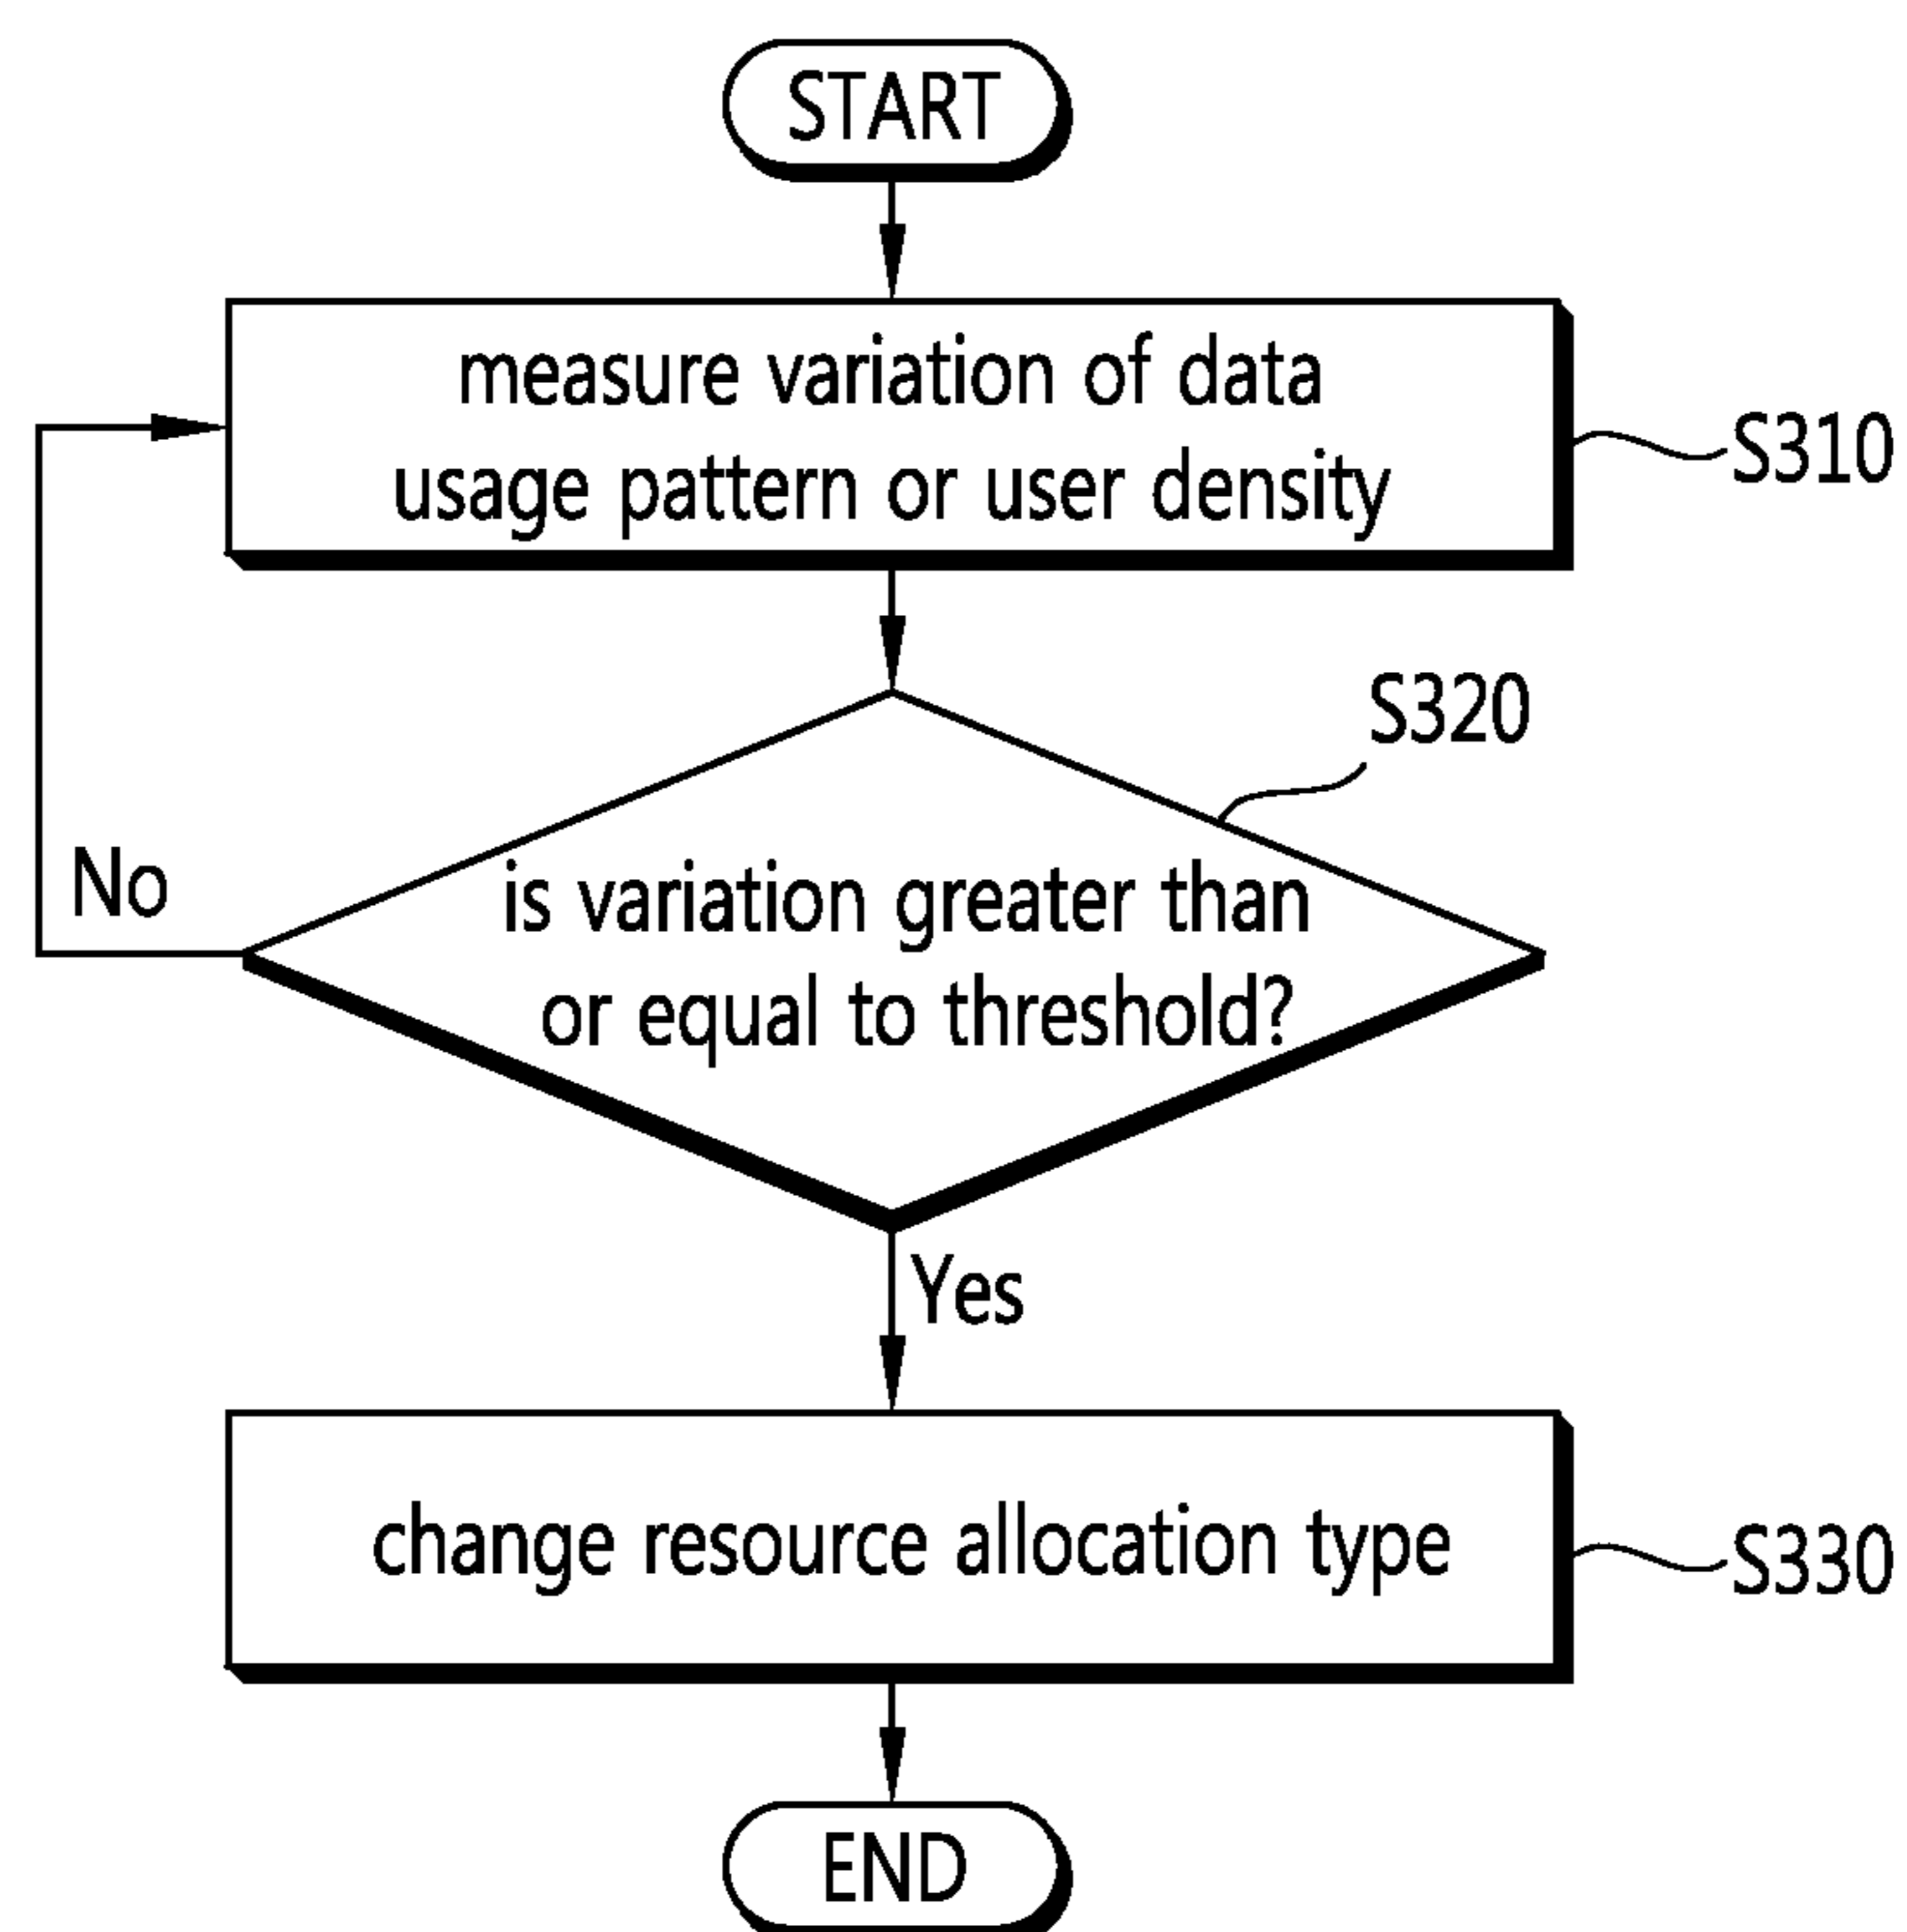 START
measure variation of data
usage pattern or user density
S310
S320
No
is variation greater than
or equal to threshold?
Yes
change resource allocation type
S330
END